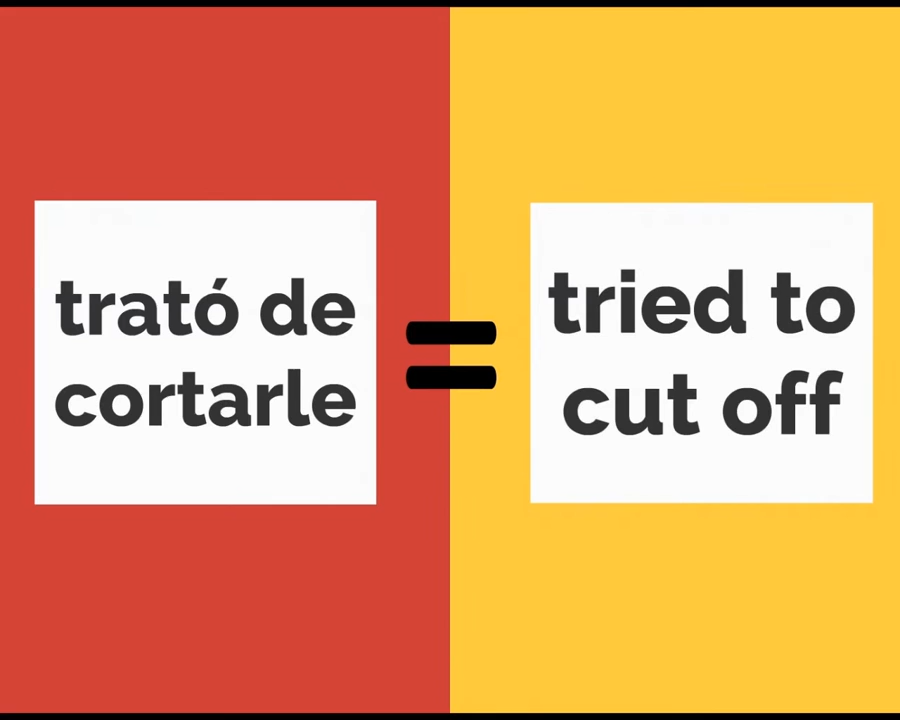 trató de
cortarle
=
tried to
cut off